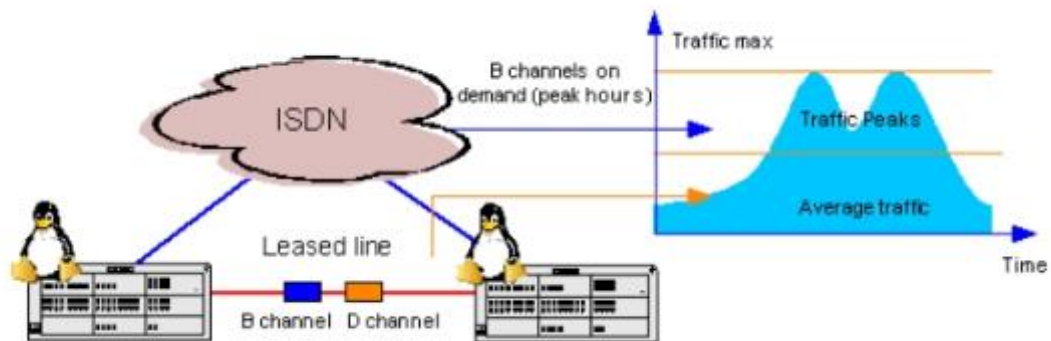 Traffic max
B channels on
demand (peak hours)
ISDN
Traffic Peaks
Average traffic
Leased line
Time
B channel
D channel